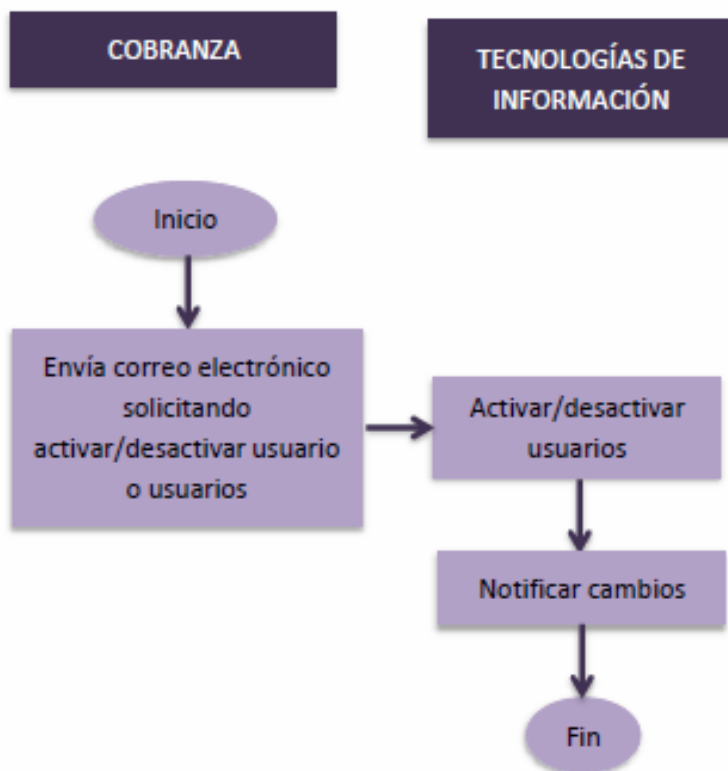 COBRANZA
TECNOLOGÍAS DE
INFORMACIÓN
Inicio
Envía correo electrónico
solicitando
activar/desactivar usuario
o usuarios
Activar/desactivar
usuarios
Notificar cambios
Fin